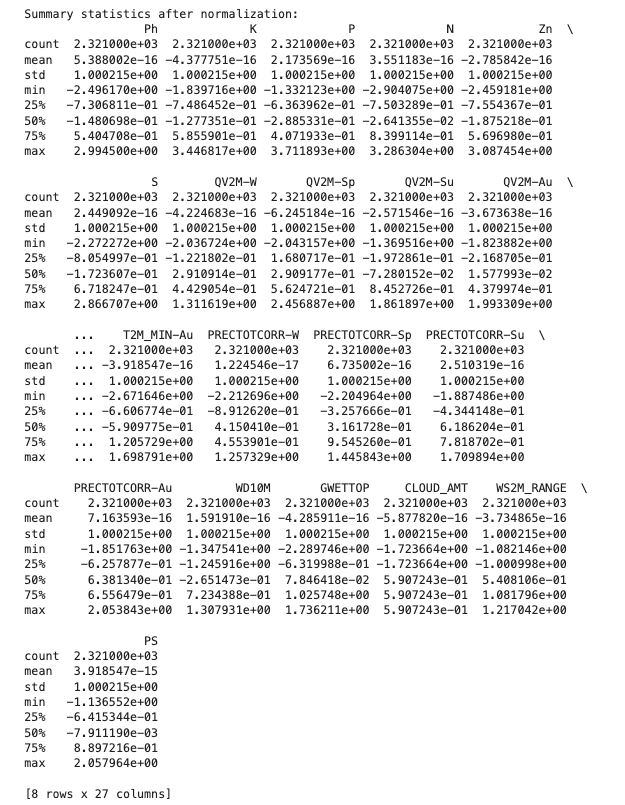 Summary statistics after normalization:
                 Ph             K             P             N            Zn  \
count  2.321000e+03  2.321000e+03  2.321000e+03  2.321000e+03  2.321000e+03
mean   5.388002e-16 -4.377751e-16  2.173569e-16  3.551183e-16 -2.785842e-16
std    1.000215e+00  1.000215e+00  1.000215e+00  1.000215e+00  1.000215e+00
min   -2.496170e+00 -1.839716e+00 -1.332123e+00 -2.904075e+00 -2.459181e+00
25%   -7.306811e-01 -7.486452e-01 -6.363962e-01 -7.503289e-01 -7.554367e-01
50%   -1.480698e-01 -1.277351e-01 -2.885331e-01 -2.641355e-02 -1.875218e-01
75%    5.404708e-01  5.855901e-01  4.071933e-01  8.399114e-01  5.696980e-01
max    2.994500e+00  3.446817e+00  3.711893e+00  3.286304e+00  3.087454e+00
                  S        QV2M-W       QV2M-Sp       QV2M-Su       QV2M-Au  \
count  2.321000e+03  2.321000e+03  2.321000e+03  2.321000e+03  2.321000e+03
mean   2.449092e-16 -4.224683e-16 -6.245184e-16 -2.571546e-16 -3.673638e-16
std    1.000215e+00  1.000215e+00  1.000215e+00  1.000215e+00  1.000215e+00
min   -2.272272e+00 -2.036724e+00 -2.043157e+00 -1.369516e+00 -1.823882e+00
25%   -8.054997e-01 -1.221802e-01  1.680717e-01 -1.972861e-01 -2.168705e-01
50%   -1.723607e-01  2.910914e-01  2.909177e-01 -7.280152e-02  1.577993e-02
75%    6.718247e-01  4.429054e-01  5.624721e-01  8.452726e-01  4.379974e-01
max    2.866707e+00  1.311619e+00  2.456887e+00  1.861897e+00  1.993309e+00
       ...    T2M_MIN-Au  PRECTOTCORR-W  PRECTOTCORR-Sp  PRECTOTCORR-Su  \
count  ...  2.321000e+03   2.321000e+03    2.321000e+03    2.321000e+03
mean   ... -3.918547e-16   1.224546e-17    6.735002e-16    2.510319e-16
std    ...  1.000215e+00   1.000215e+00    1.000215e+00    1.000215e+00
min    ... -2.671646e+00  -2.212696e+00   -2.204964e+00   -1.887486e+00
25%    ... -6.606774e-01  -8.912620e-01   -3.257666e-01   -4.344148e-01
50%    ... -5.909775e-01   4.150410e-01    3.161728e-01    6.186204e-01
75%    ...  1.205729e+00   4.553901e-01    9.545260e-01    7.818702e-01
max    ...  1.698791e+00   1.257329e+00    1.445843e+00    1.709894e+00
       PRECTOTCORR-Au         WD10M       GWETTOP     CLOUD_AMT    WS2M_RANGE  \
count    2.321000e+03  2.321000e+03  2.321000e+03  2.321000e+03  2.321000e+03
mean     7.163593e-16  1.591910e-16 -4.285911e-16 -5.877820e-16 -3.734865e-16
std      1.000215e+00  1.000215e+00  1.000215e+00  1.000215e+00  1.000215e+00
min     -1.851763e+00 -1.347541e+00 -2.289746e+00 -1.723664e+00 -1.082146e+00
25%     -6.257877e-01 -1.245916e+00 -6.319988e-01 -1.723664e+00 -1.000998e+00
50%      6.381340e-01 -2.651473e-01  7.846418e-02  5.907243e-01  5.408106e-01
75%      6.556479e-01  7.234388e-01  1.025748e+00  5.907243e-01  1.081796e+00
max      2.053843e+00  1.307931e+00  1.736211e+00  5.907243e-01  1.217042e+00
                 PS
count  2.321000e+03
mean   3.918547e-15
std    1.000215e+00
min   -1.136552e+00
25%   -6.415344e-01
50%   -7.911190e-03
75%    8.897216e-01
max    2.057964e+00
[8 rows x 27 columns]